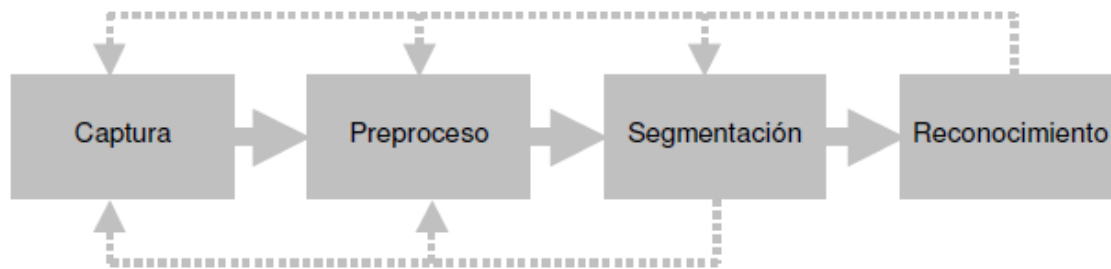 Captura
Preproceso
Segmentación
Reconocimiento